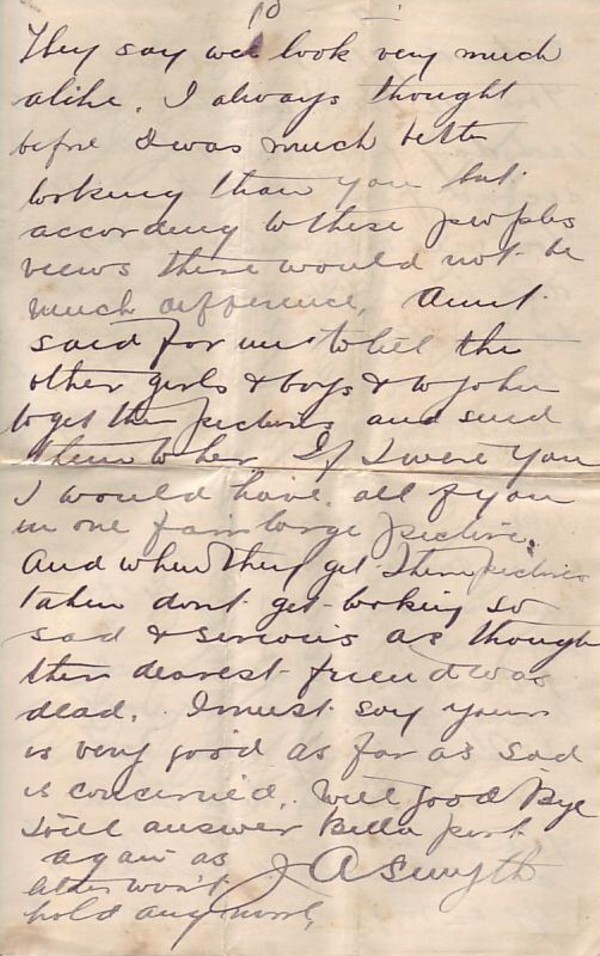 10
They say we look very much
alike. I always thought
before I was much better
looking than you but
according to these peoples
views there would not be
much difference, Aunt
said for me to tell the
other girls & boys & to John
to get their pictures and send
them to her If I were you
I would have all of you
in one fair large picture.
And when they get them pictures
taken dont get looking so
sad & serious as though
their dearest friend was
dead. I must say yours
is very good as far as sad
is concerned,. Well good Bye
will answer Bella part
again as
letter won't J A Smyth
hold any more,